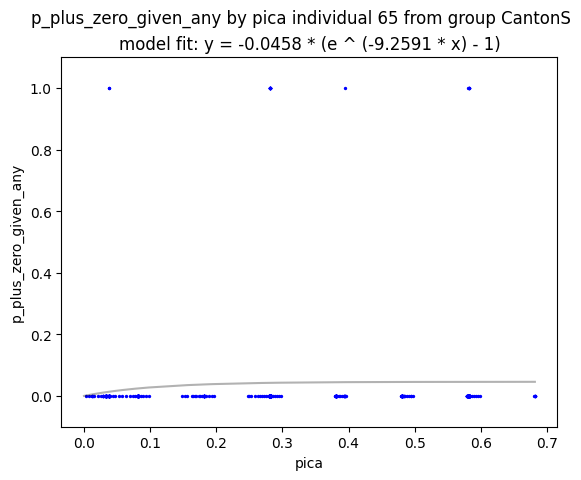 p_plus_zero_given_any by pica individual 65 from group CantonS
model fit: y = -0.0458 * (e ^ (-9.2591 * x) - 1)
p_plus_zero_given_any
1.0
0.8
0.6
0.4
0.2
0.0
0.0 0.1 0.2 0.3 0.4 0.5 0.6 0.7
pica